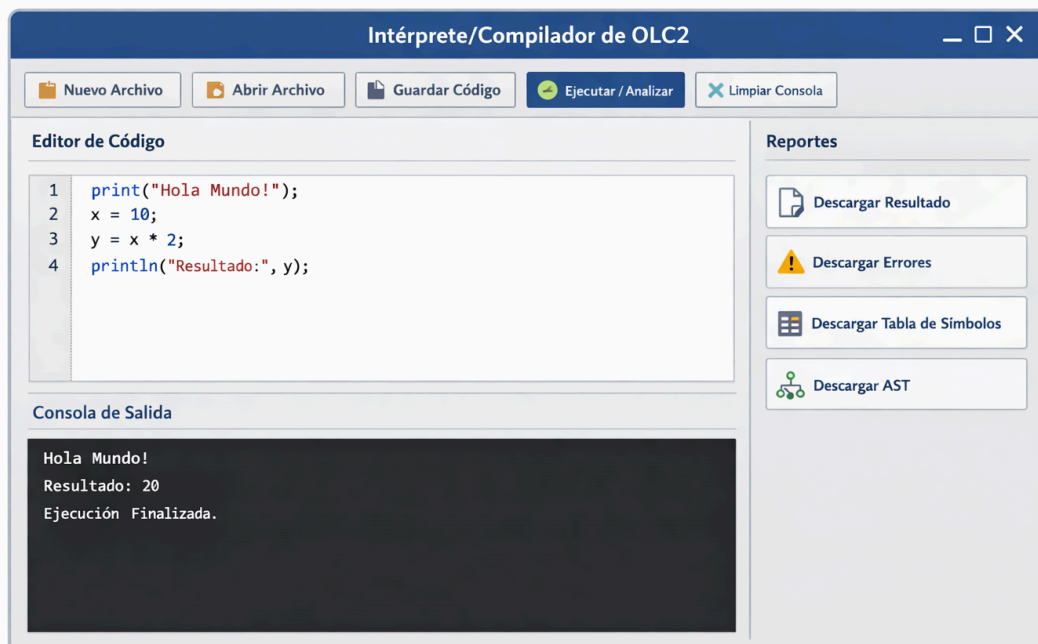 Intérprete/Compilador de OLC2
Nuevo Archivo
Abrir Archivo
Guardar Código
Ejecutar / Analizar
Limpiar Consola
Editor de Código
1 print("Hola Mundo!");
2 x = 10;
3 y = x * 2;
4 println("Resultado:", y);
Consola de Salida
Hola Mundo!
Resultado: 20
Ejecución Finalizada.
Reportes
Descargar Resultado
Descargar Errores
Descargar Tabla de Símbolos
Descargar AST